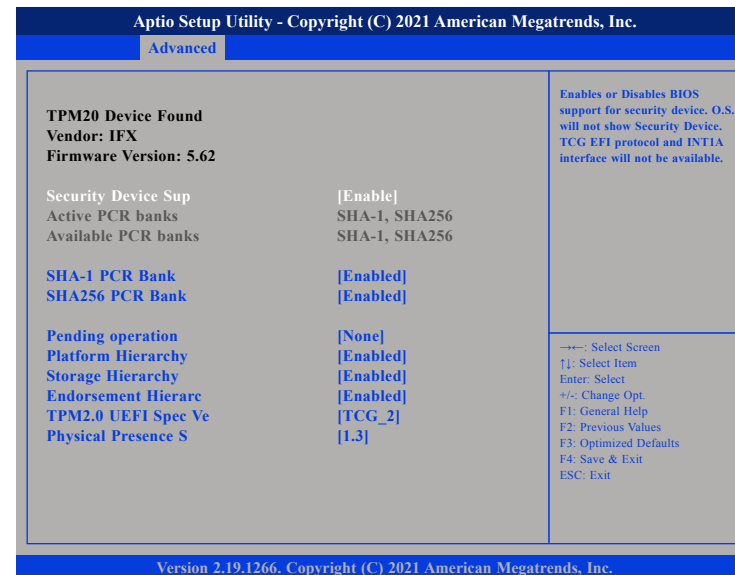 Aptio Setup Utility - Copyright (C) 2021 American Megatrends, Inc.
Advanced
TPM20 Device Found
Vendor: IFX
Firmware Version: 5.62
Security Device Sup [Enable]
Active PCR banks SHA-1, SHA256
Available PCR banks SHA-1, SHA256
SHA-1 PCR Bank [Enabled]
SHA256 PCR Bank [Enabled]
Pending operation [None]
Platform Hierarchy [Enabled]
Storage Hierarchy [Enabled]
Endorsement Hierarc [Enabled]
TPM2.0 UEFI Spec Ve [TCG_2]
Physical Presence S [1.3]
Enables or Disables BIOS
support for security device. O.S.
will not show Security Device.
TCG EFI protocol and INT1A
interface will not be available.
→←: Select Screen
↑↓: Select Item
Enter: Select
+/-: Change Opt.
F1: General Help
F2: Previous Values
F3: Optimized Defaults
F4: Save & Exit
ESC: Exit
Version 2.19.1266. Copyright (C) 2021 American Megatrends, Inc.